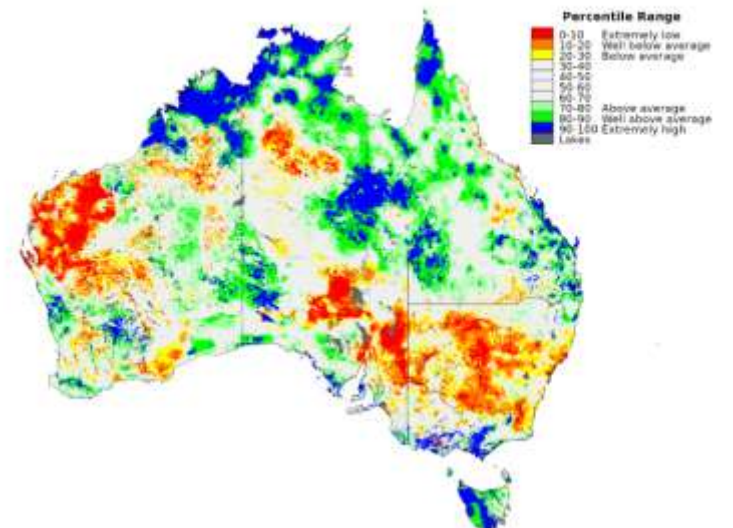 Percentile Range
0-10 Extremely low
10-20 Well below average
20-30 Below average
30-40
40-50
50-60
60-70
70-80 Above average
80-90 Well above average
90-100 Extremely high
Lakes